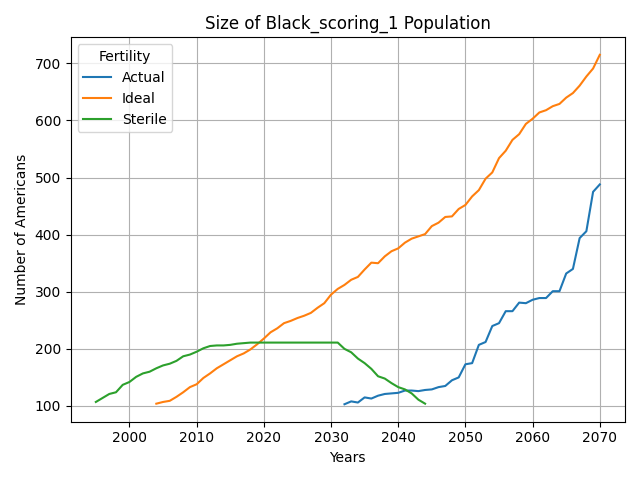 Size of Black_scoring_1 Population
Fertility
Actual
Ideal
Sterile
Number of Americans
700
600
500
400
300
200
100
2000 2010 2020 2030 2040 2050 2060 2070
Years